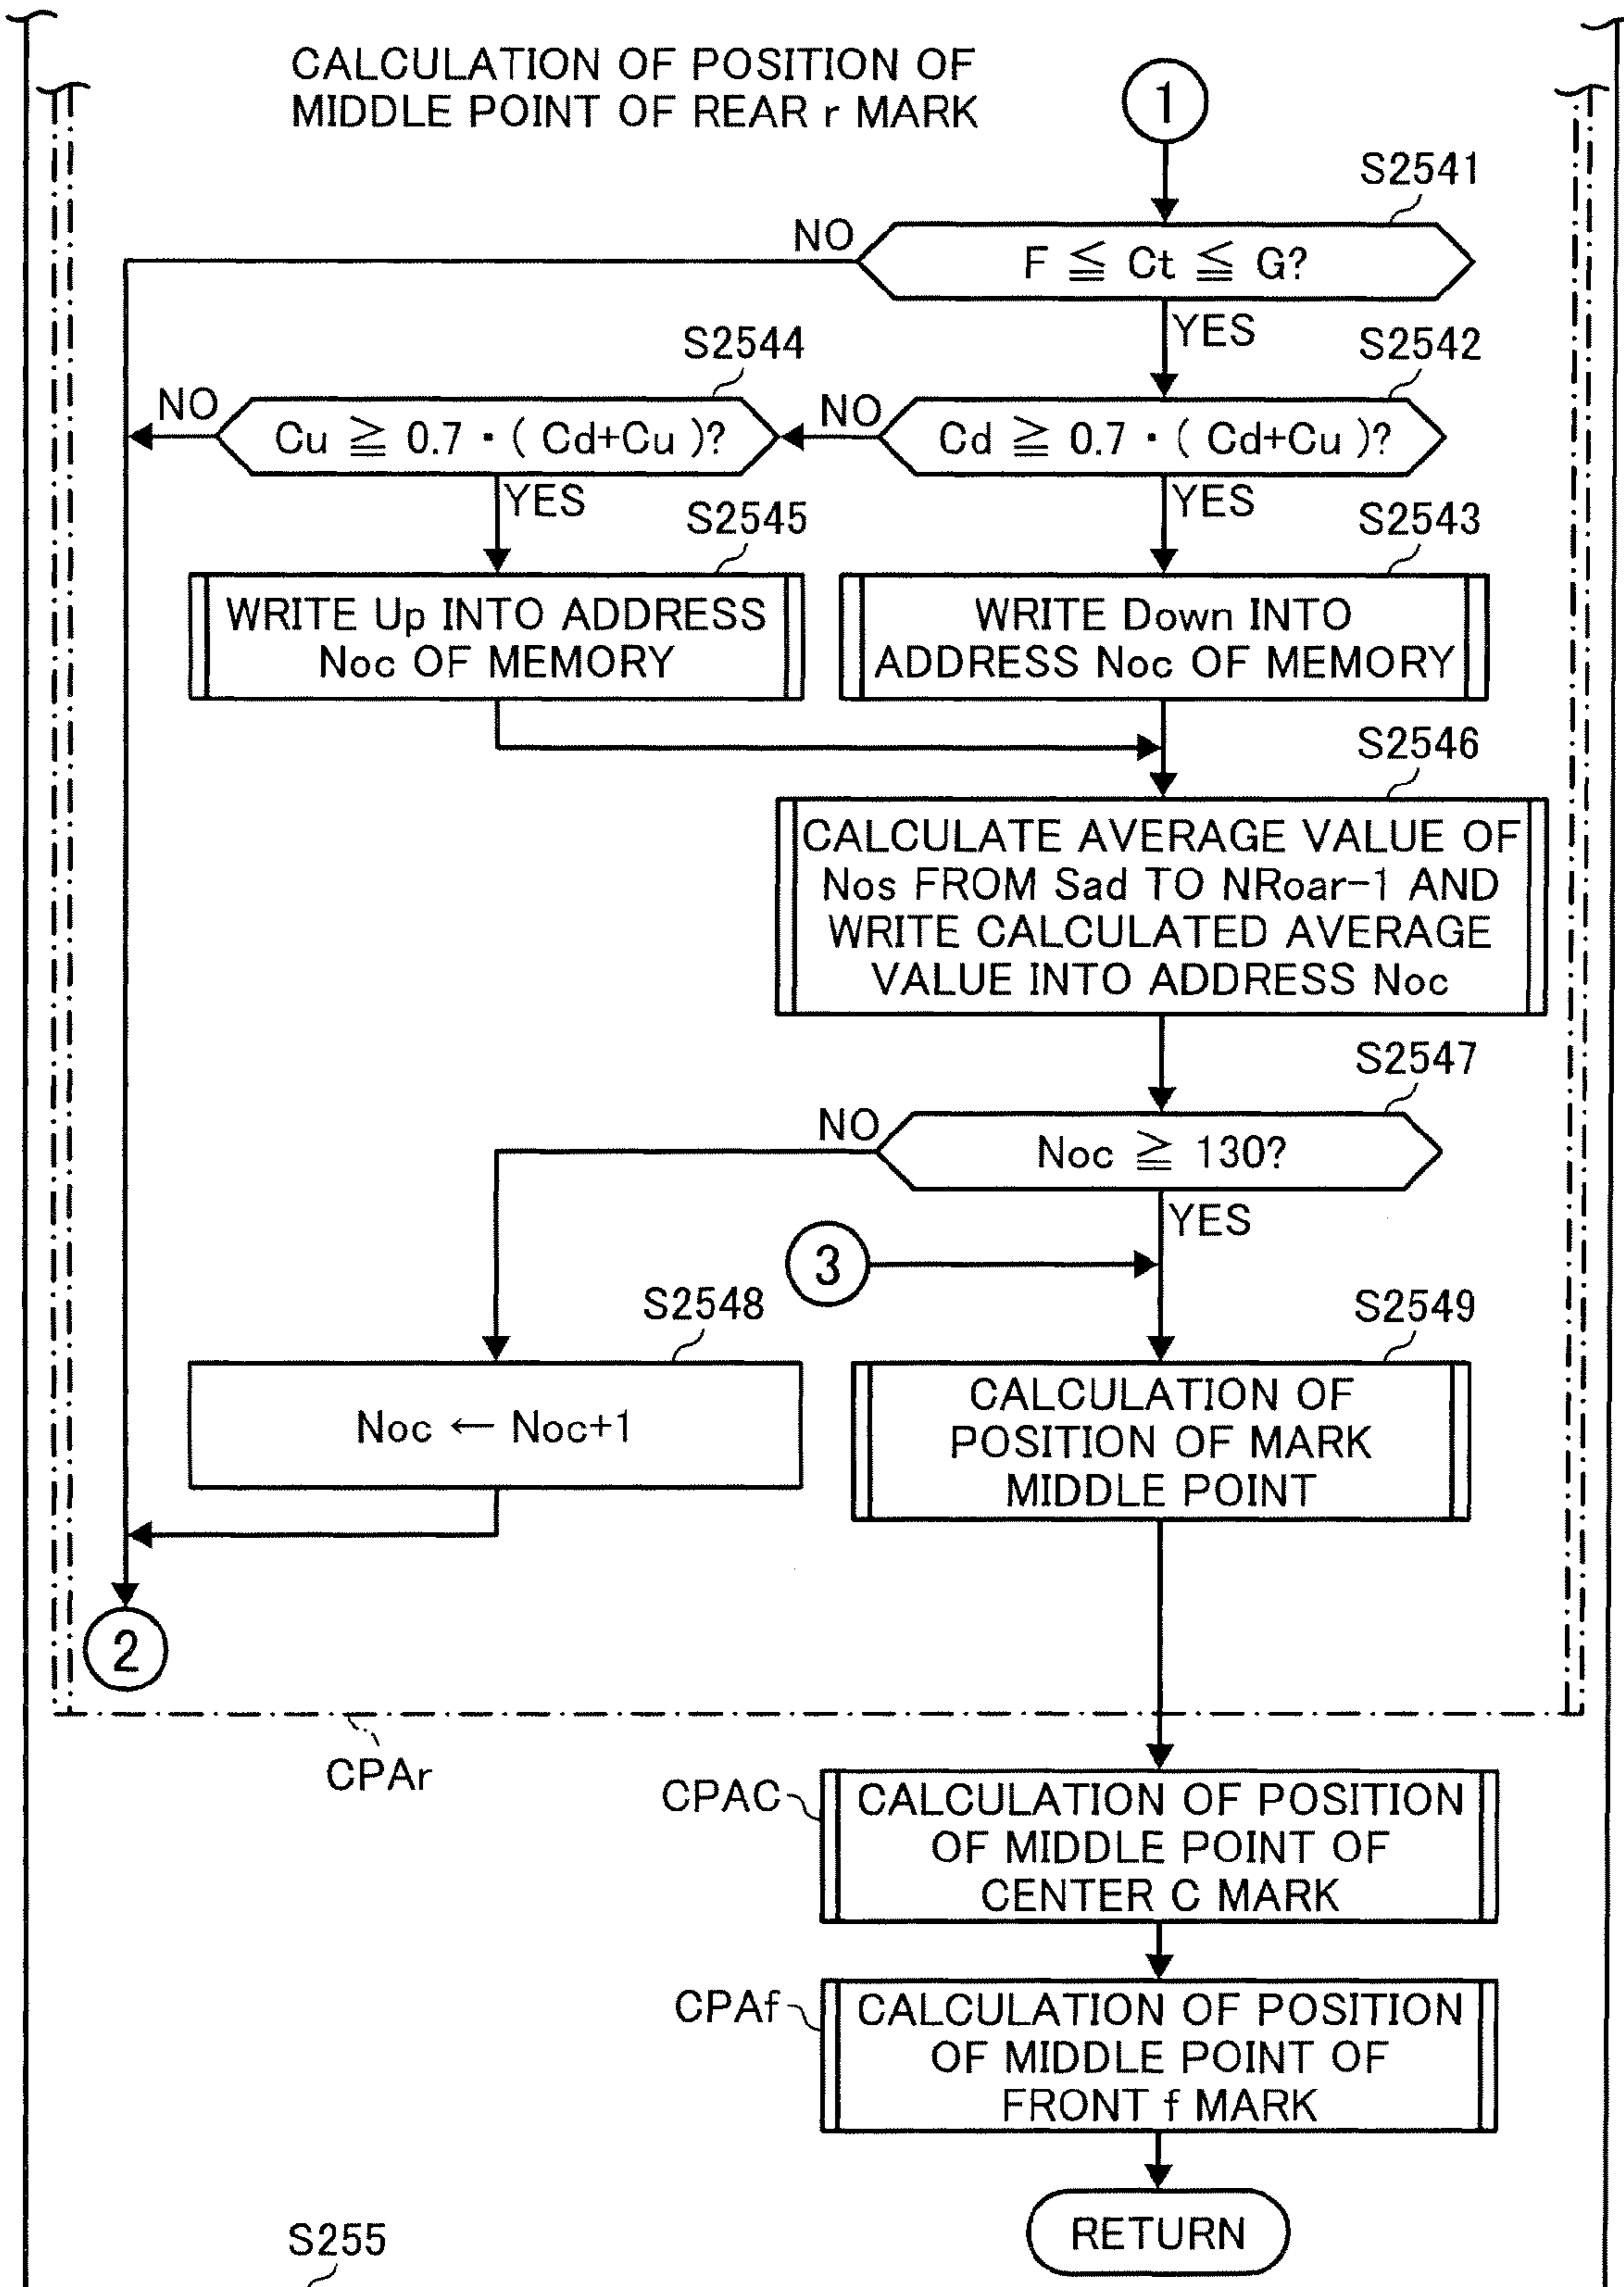 CALCULATION OF POSITION OF
MIDDLE POINT OF REAR r MARK
1
S2541
NO
F ≦ Ct ≦ G?
YES
S2544
S2542
NO
Cu ≧ 0.7・( Cd+Cu )?
NO
Cd ≧ 0.7・( Cd+Cu )?
YES
YES
S2545
S2543
WRITE Up INTO ADDRESS
Noc OF MEMORY
WRITE Down INTO
ADDRESS Noc OF MEMORY
S2546
CALCULATE AVERAGE VALUE OF
Nos FROM Sad TO NRoar-1 AND
WRITE CALCULATED AVERAGE
VALUE INTO ADDRESS Noc
S2547
NO
Noc ≧ 130?
YES
3
S2548
S2549
Noc ← Noc+1
CALCULATION OF
POSITION OF MARK
MIDDLE POINT
2
CPAr
CPAC
CALCULATION OF POSITION
OF MIDDLE POINT OF
CENTER C MARK
CPAf
CALCULATION OF POSITION
OF MIDDLE POINT OF
FRONT f MARK
RETURN
S255